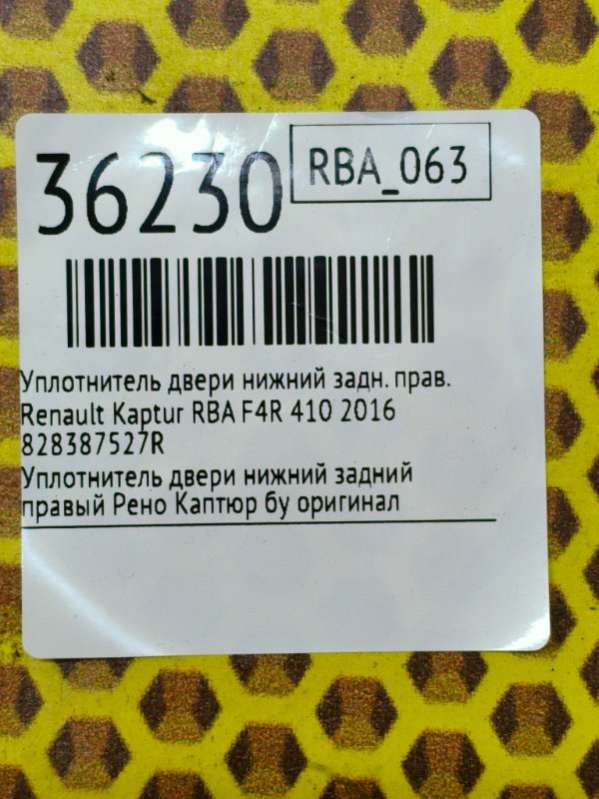 36230
RBA_063
Уплотнитель двери нижний задн. прав.
Renault Kaptur RBA F4R 410 2016
828387527R
Уплотнитель двери нижний задний
правый Рено Каптюр бу оригинал